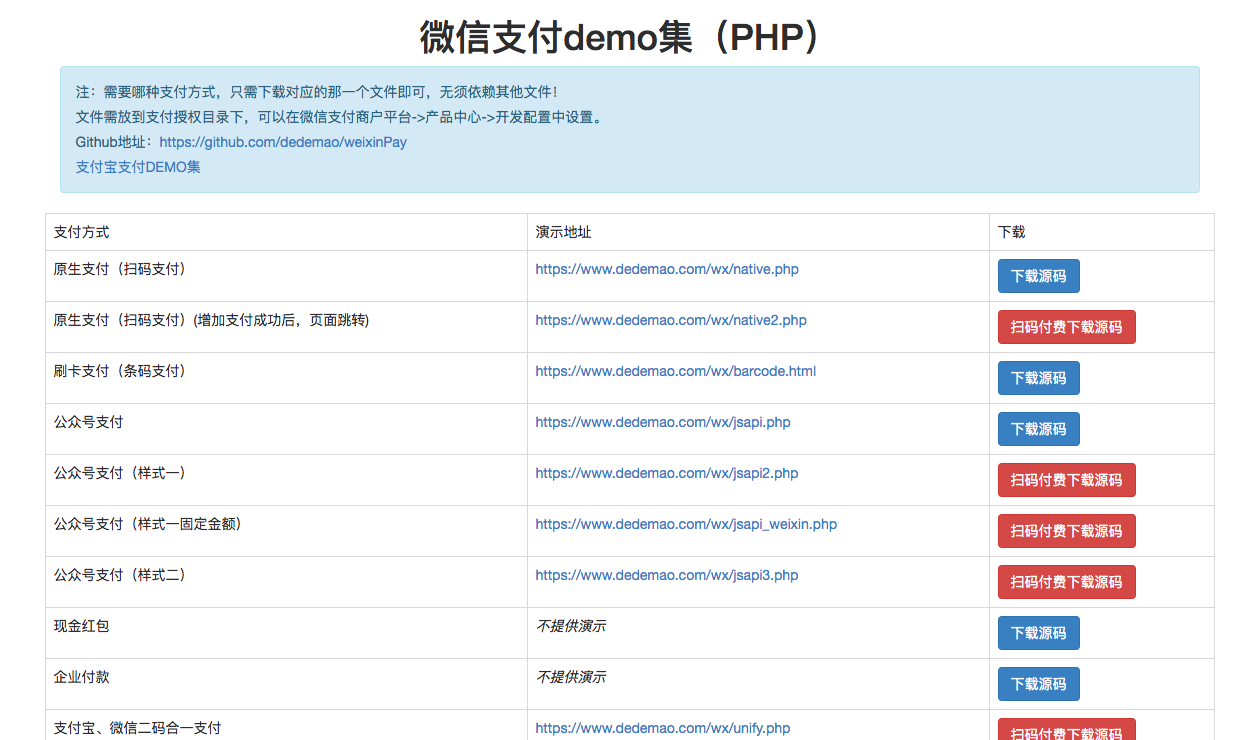 微信支付demo集（PHP）
注：需要哪种支付方式，只需下载对应的那一个文件即可，无须依赖其他文件！
文件需放到支付授权目录下，可以在微信支付商户平台->产品中心->开发配置中设置。
Github地址：https://github.com/dedemao/weixinPay
支付宝支付DEMO集
支付方式 演示地址 下载
原生支付（扫码支付） https://www.dedemao.com/wx/native.php 下载源码
原生支付（扫码支付）(增加支付成功后，页面跳转) https://www.dedemao.com/wx/native2.php 扫码付费下载源码
刷卡支付（条码支付） https://www.dedemao.com/wx/barcode.html 下载源码
公众号支付 https://www.dedemao.com/wx/jsapi.php 下载源码
公众号支付（样式一） https://www.dedemao.com/wx/jsapi2.php 扫码付费下载源码
公众号支付（样式一固定金额） https://www.dedemao.com/wx/jsapi_weixin.php 扫码付费下载源码
公众号支付（样式二） https://www.dedemao.com/wx/jsapi3.php 扫码付费下载源码
现金红包 不提供演示 下载源码
企业付款 不提供演示 下载源码
支付宝、微信二码合一支付 https://www.dedemao.com/wx/unify.php 扫码付费下载源码